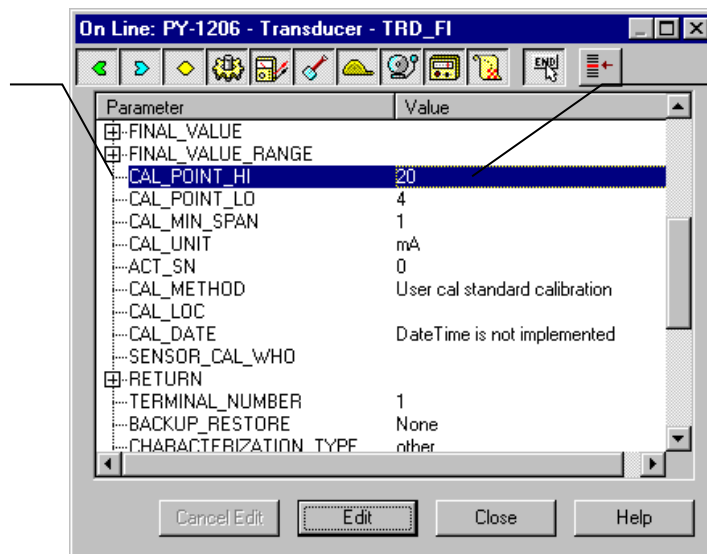 On Line: PY-1206 - Transducer - TRD_FI
END
Parameter Value
FINAL_VALUE
FINAL_VALUE_RANGE
CAL_POINT_HI 20
CAL_POINT_LO 4
CAL_MIN_SPAN 1
CAL_UNIT mA
ACT_SN 0
CAL_METHOD User cal standard calibration
CAL_LOC
CAL_DATE DateTime is not implemented
SENSOR_CAL_WHO
RETURN
TERMINAL_NUMBER 1
BACKUP_RESTORE None
CHARACTERIZATION_TYPE other
Cancel Edit Edit Close Help